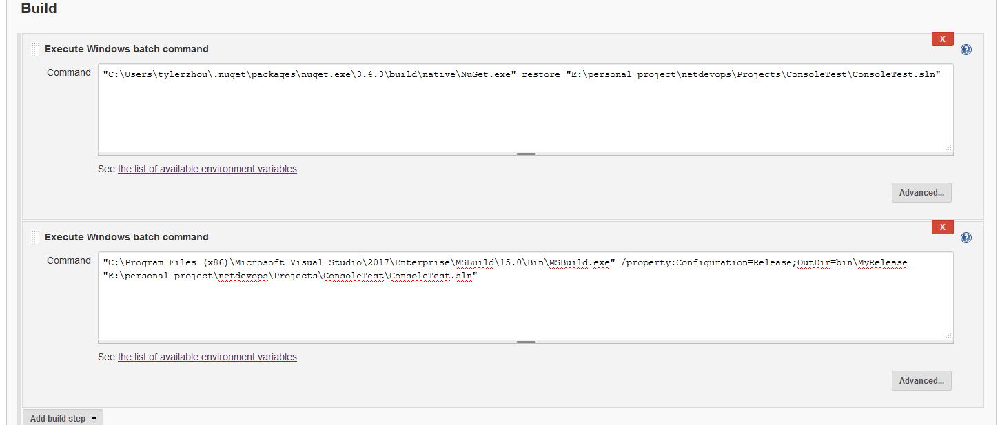 Build
Execute Windows batch command
X
?
Command
"C:\Users\tylerzhou\.nuget\packages\nuget.exe\3.4.3\build\native\NuGet.exe" restore "E:\personal project\netdevops\Projects\ConsoleTest\ConsoleTest.sln"
See the list of available environment variables
Advanced...
Execute Windows batch command
X
?
Command
"C:\Program Files (x86)\Microsoft Visual Studio\2017\Enterprise\MSBuild\15.0\Bin\MSBuild.exe" /property:Configuration=Release;OutDir=bin\MyRelease
"E:\personal project\netdevops\Projects\ConsoleTest\ConsoleTest.sln"
See the list of available environment variables
Advanced...
Add build step